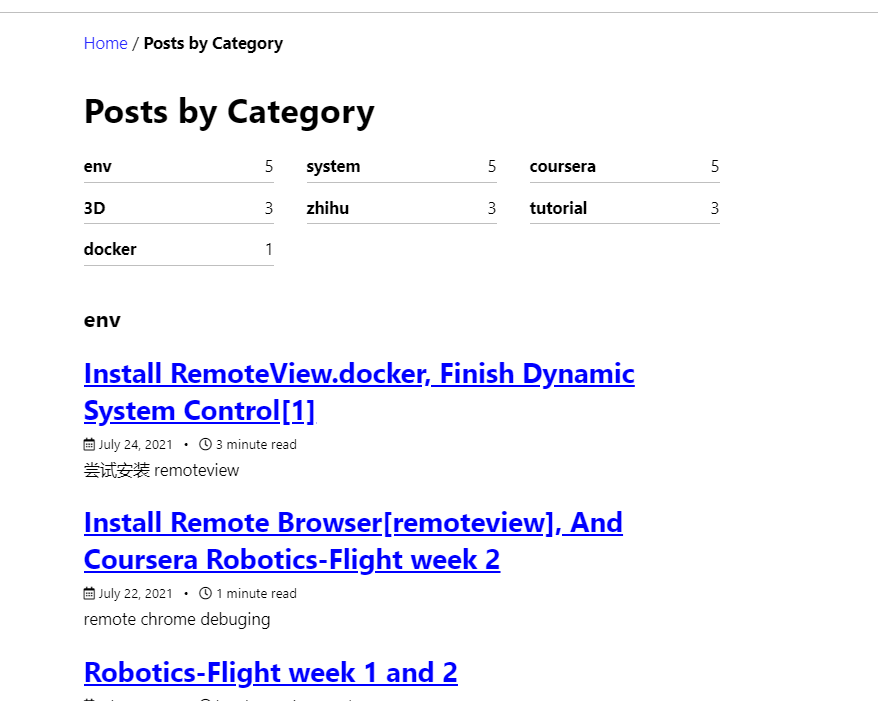 Home / Posts by Category
Posts by Category
env 5 system 5 coursera 5
3D 3 zhihu 3 tutorial 3
docker 1
env
Install RemoteView.docker, Finish Dynamic
System Control[1]
July 24, 2021 • 3 minute read
尝试安装 remoteview
Install Remote Browser[remoteview], And
Coursera Robotics-Flight week 2
July 22, 2021 • 1 minute read
remote chrome debuging
Robotics-Flight week 1 and 2